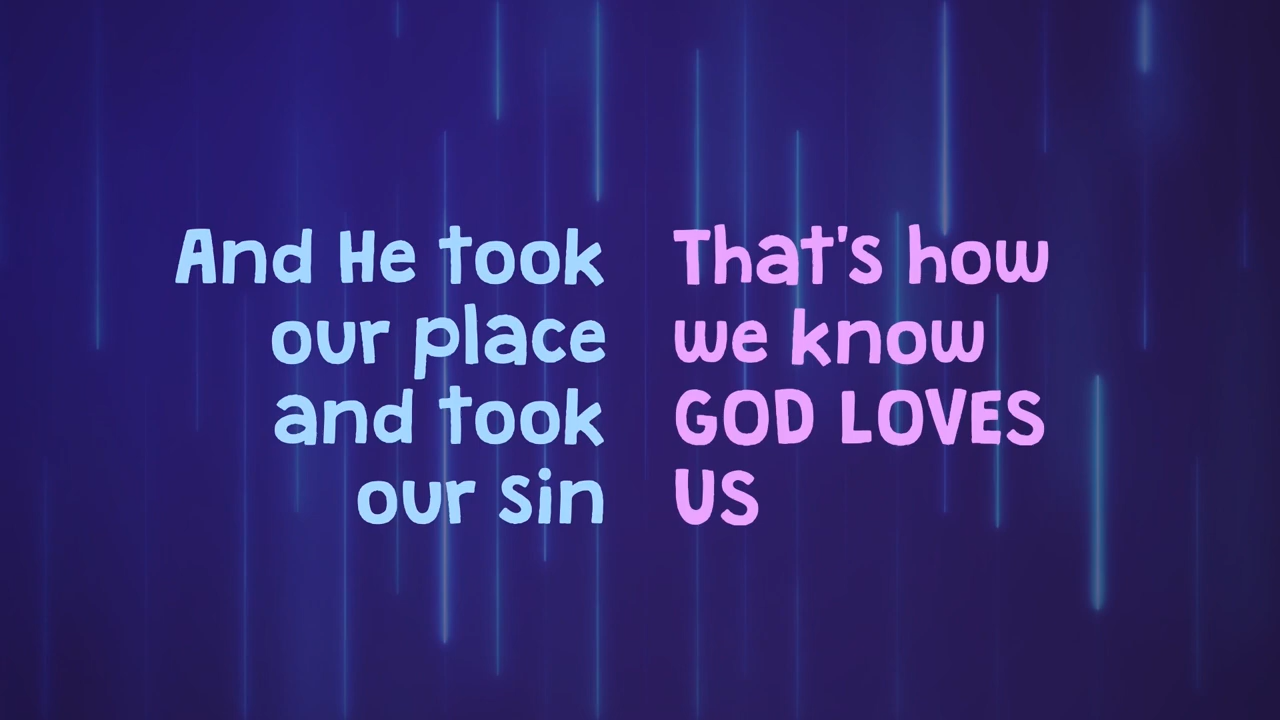 And He took
our place
and took
our sin
That's how
we know
GOD LOVES
US